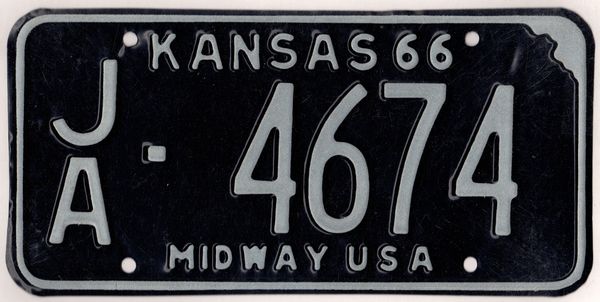 KANSAS 66
JA - 4674
MIDWAY USA